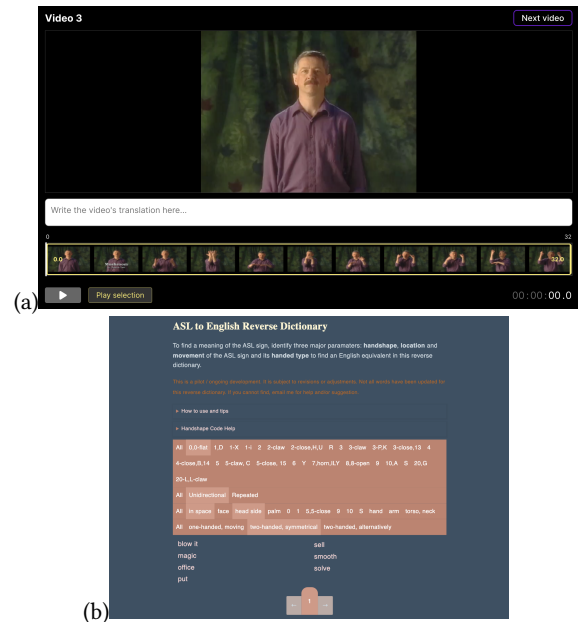 Video 3
Next video
Write the video's translation here...
0 32
0.0 32.0
Play selection 00:00:00.0
(a)
ASL to English Reverse Dictionary
To find a meaning of the ASL sign, identify three major paramaters: handshape, location and
movement of the ASL sign and its handed type to find an English equivalent in this reverse
dictionary.
This is a pilot / ongoing development. It is subject to revisions or adjustments. Not all words have been updated for
this reverse dictionary. If you cannot find, email me for help and/or suggestion.
How to use and tips
Handshape Code Help
All 0,0-flat 1,D 1-X 1-i 2 2-claw 2-close,H,U R 3 3-claw 3-P,K 3-close,13 4
4-close,B,14 5 5-claw, C 5-close, 15 6 Y 7,horn,ILY 8,8-open 9 10,A S 20,G
20-L,L-claw
All Unidirectional Repeated
All in space face head side palm 0 1 5,5-close 9 10 S hand arm torso, neck
All one-handed, moving two-handed, symmetrical two-handed, alternatively
blow it sell
magic smooth
office solve
put
← 1 →
(b)